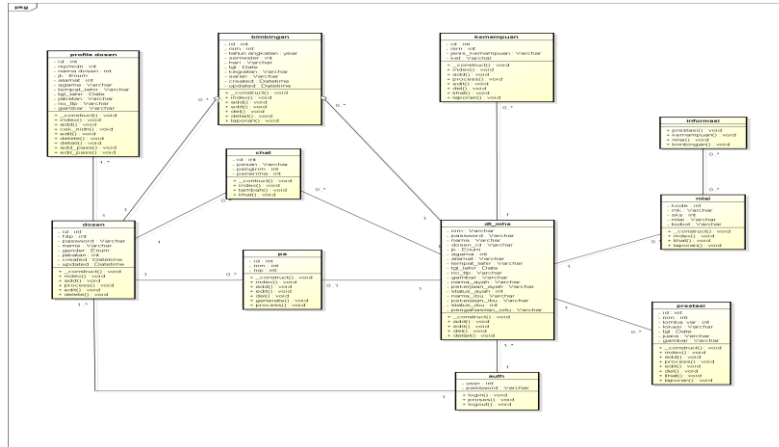 pkg
profile dosen
- id : int
- nip/nidn : int
- nama dosen : int
- jk : Enum
- alamat : int
- agama : Varchar
- tempat_lahir : Varchar
- tgl_lahir : Date
- jabatan : Varchar
- no_tlp : Varchar
- gambar : Varchar
+ _construct() : void
+ index() : void
+ add() : void
+ cek_nidn() : void
+ edit() : void
+ delete() : void
+ detail() : void
+ add_pass() : void
+ edit_pass() : void
bimbingan
- id : int
- nim : int
- tahun angkatan : year
- semester : int
- hari : Varchar
- tgl : Date
- kegiatan : Varchar
- saran : Varchar
- created : Datetime
- updated : Datetime
+ _construct() : void
+ index() : void
+ add() : void
+ edit() : void
+ del() : void
+ detail() : void
+ laporan() : void
kemampuan
- id : int
- nim : int
- jenis_kemampuan : Varchar
- ket : Varchar
+ _construct() : void
+ index() : void
+ add() : void
+ process() : void
+ edit() : void
+ del() : void
+ lihat() : void
+ laporan() : void
informasi
+ prestasi() : void
+ kemampuan() : void
+ nilai() : void
+ bimbingan() : void
chat
- id : int
- pesan : Varchar
- pengirim : int
- penerima : int
+ _contruct() : void
+ index() : void
+ tambah() : void
+ lihat() : void
nilai
- kode : int
- mk : Varchar
- sks : int
- nilai : Varchar
- bobot : Varchar
+ _construct() : void
+ index() : void
+ lihat() : void
+ laporan() : void
dosen
- id : int
- nip : int
- password : Varchar
- name : Varchar
- gender : Enum
- jabatan : int
- created : Datetime
- updated : Datetime
+ _construct() : void
+ index() : void
+ add() : void
+ process() : void
+ edit() : void
+ delete() : void
pa
- id : int
- nim : int
- nip : int
+ _construct() : void
+ index() : void
+ add() : void
+ edit() : void
+ del() : void
+ generate() : void
+ process() : void
dt_mhs
- nim : Varchar
- password : Varchar
- nama : Varchar
- dosen_id : Varchar
- jk : Enum
- agama : int
- alamat : Varchar
- tempat_lahir : Varchar
- tgl_lahir : Date
- no_tlp : Varchar
- gambar : Varchar
- nama_ayah : Varchar
- pekerjaan_ayah : Varchar
- status_ayah : int
- nama_ibu : Varchar
- pekerjaan_ibu : Varchar
- status_ibu : int
- pengahasilan_ortu : Varchar
+ _construct() : void
+ add() : void
+ edit() : void
+ del() : void
+ detail() : void
prestasi
- id : int
- nim : int
- lomba_var : int
- lokasi : Varchar
- tgl : Date
- juara : Varchar
- gambar : Varchar
+ _construct() : void
+ index() : void
+ add() : void
+ process() : void
+ edit() : void
+ del() : void
+ lihat() : void
+ laporan() : void
auth
- user : int
- password : Varchar
+ login() : void
+ proses() : void
+ logout() : void